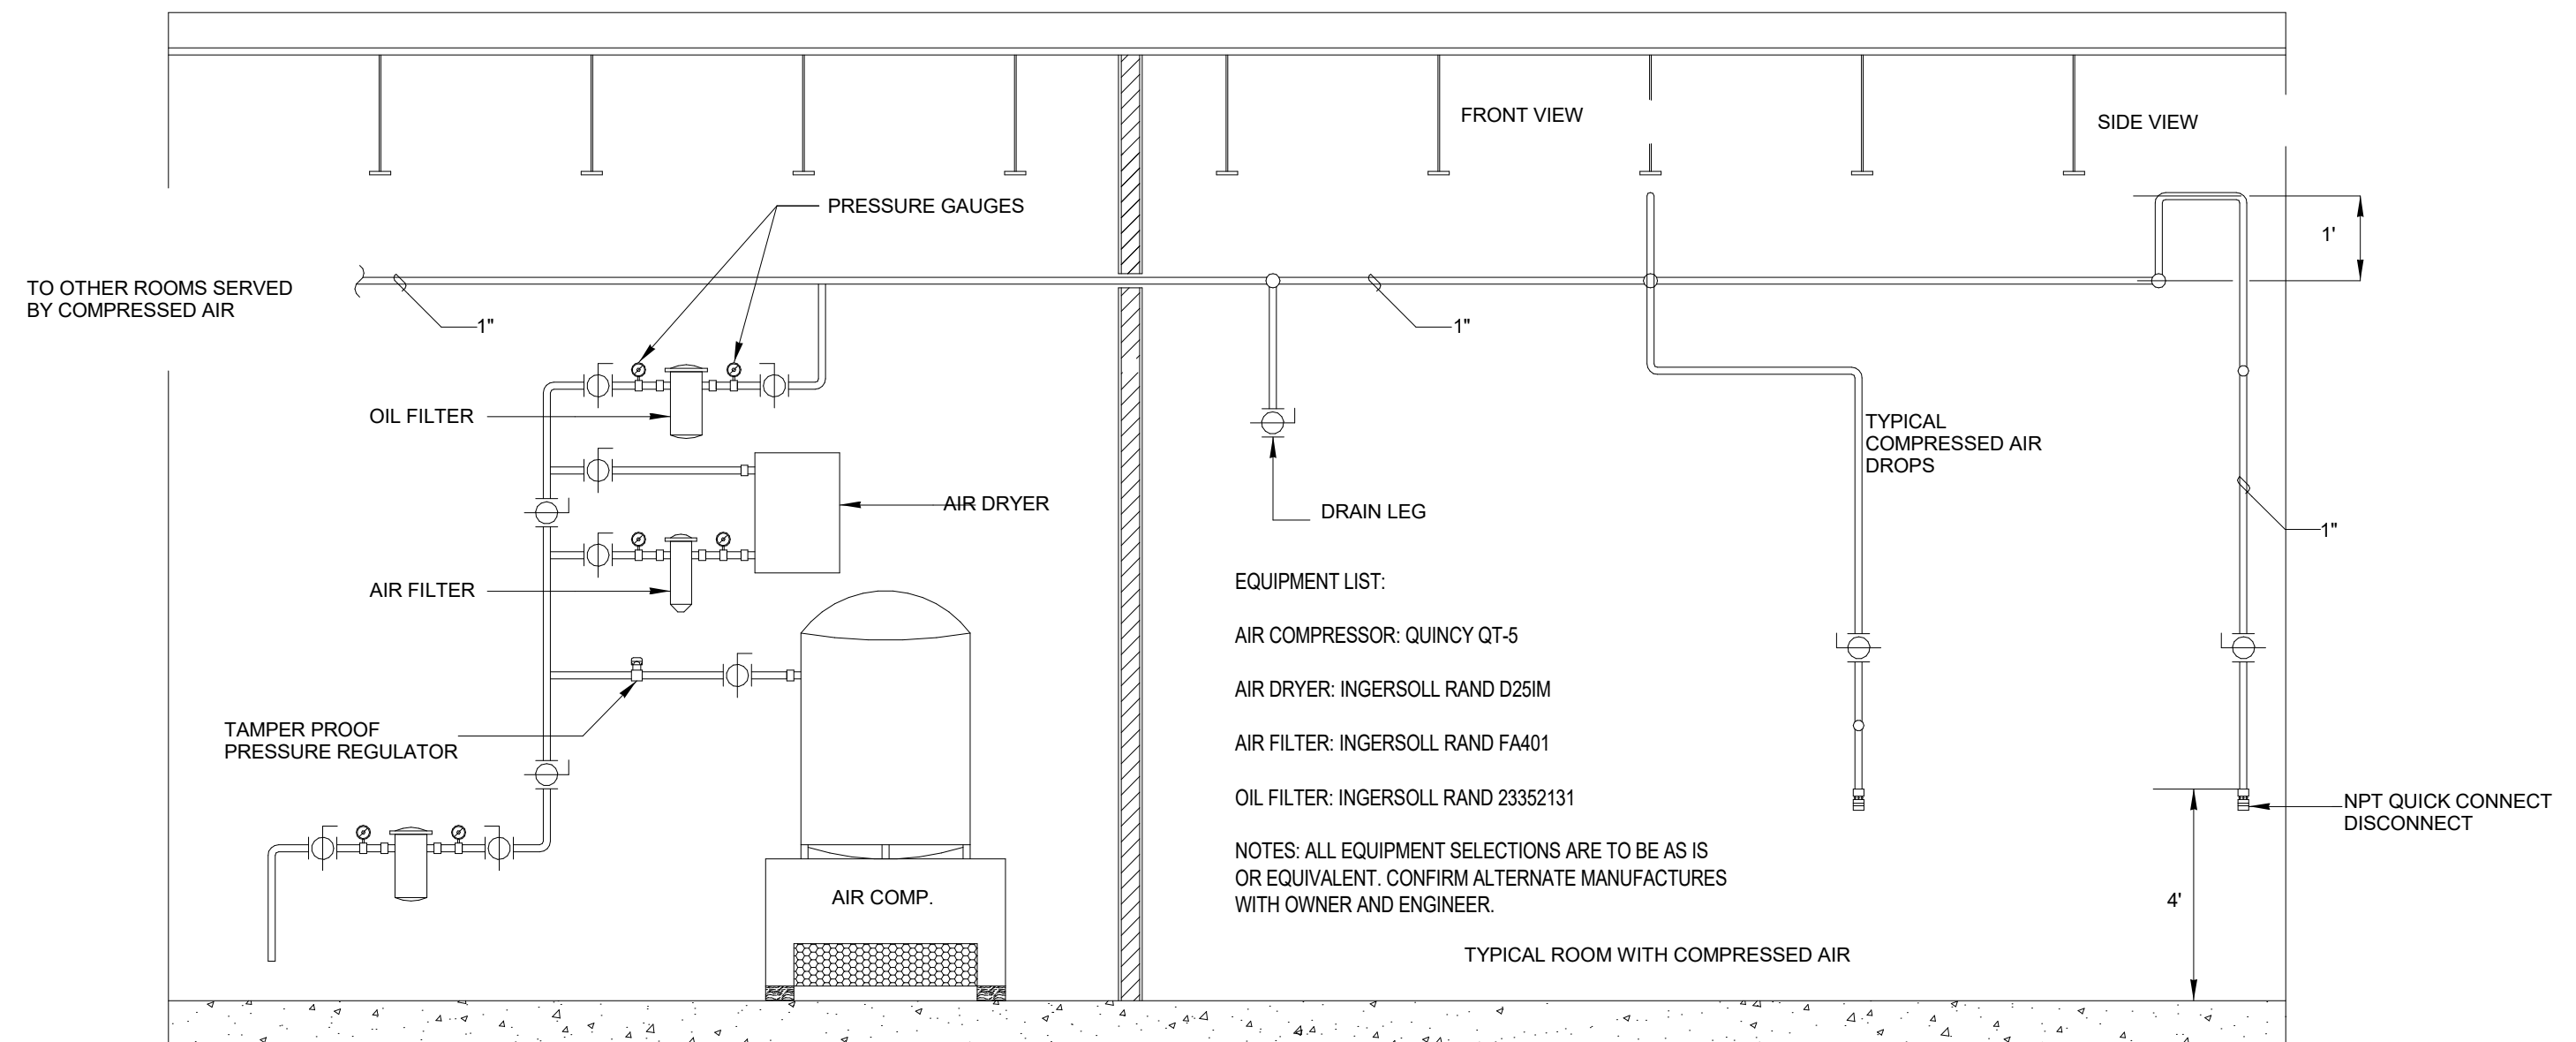 FRONT VIEW
SIDE VIEW
PRESSURE GAUGES
1'
TO OTHER ROOMS SERVED
BY COMPRESSED AIR
1"
1"
OIL FILTER
TYPICAL
COMPRESSED AIR
DROPS
AIR DRYER
DRAIN LEG
1"
AIR FILTER
EQUIPMENT LIST:
AIR COMPRESSOR: QUINCY QT-5
AIR DRYER: INGERSOLL RAND D25IM
AIR FILTER: INGERSOLL RAND FA401
OIL FILTER: INGERSOLL RAND 23352131
NOTES: ALL EQUIPMENT SELECTIONS ARE TO BE AS IS
OR EQUIVALENT. CONFIRM ALTERNATE MANUFACTURES
WITH OWNER AND ENGINEER.
TAMPER PROOF
PRESSURE REGULATOR
NPT QUICK CONNECT
DISCONNECT
AIR COMP.
4'
TYPICAL ROOM WITH COMPRESSED AIR